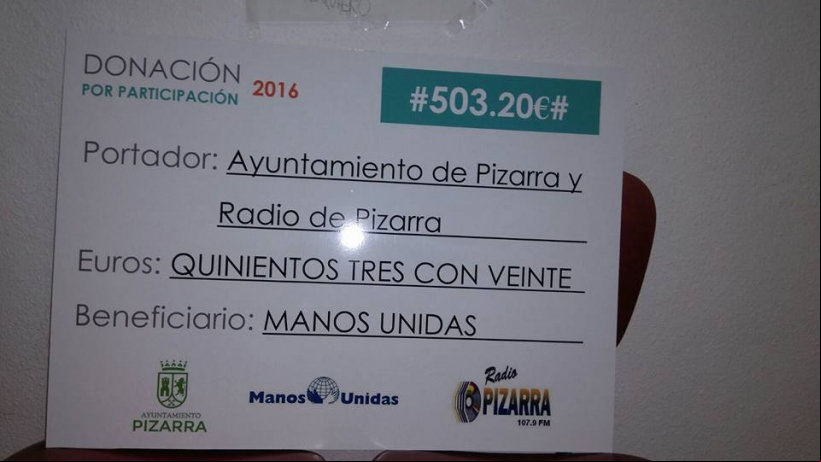 DONACIÓN
POR PARTICIPACIÓN 2016
#503.20€#
Portador: Ayuntamiento de Pizarra y
Radio de Pizarra
Euros: QUINIENTOS TRES CON VEINTE
Beneficiario: MANOS UNIDAS
AYUNTAMIENTO
PIZARRA
Manos Unidas
Radio
PIZARRA
107.9 FM